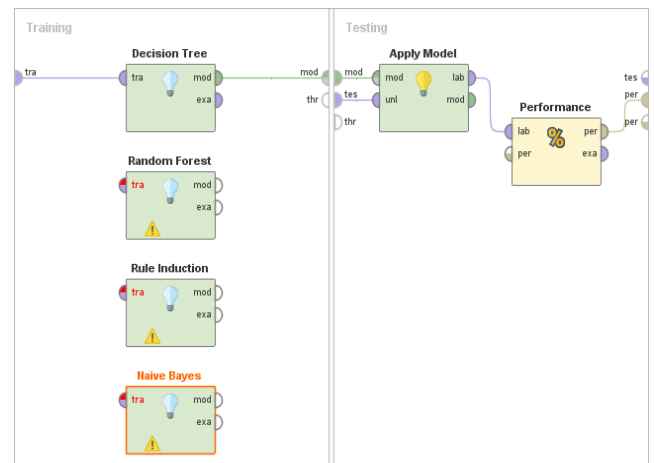 Training
tra
Decision Tree
tra mod
exa
mod
thr
Random Forest
tra mod
exa
Rule Induction
tra mod
exa
Naive Bayes
tra mod
exa
Testing
mod
tes
thr
Apply Model
mod lab
unl mod
Performance
lab % per
per exa
tes
per
per